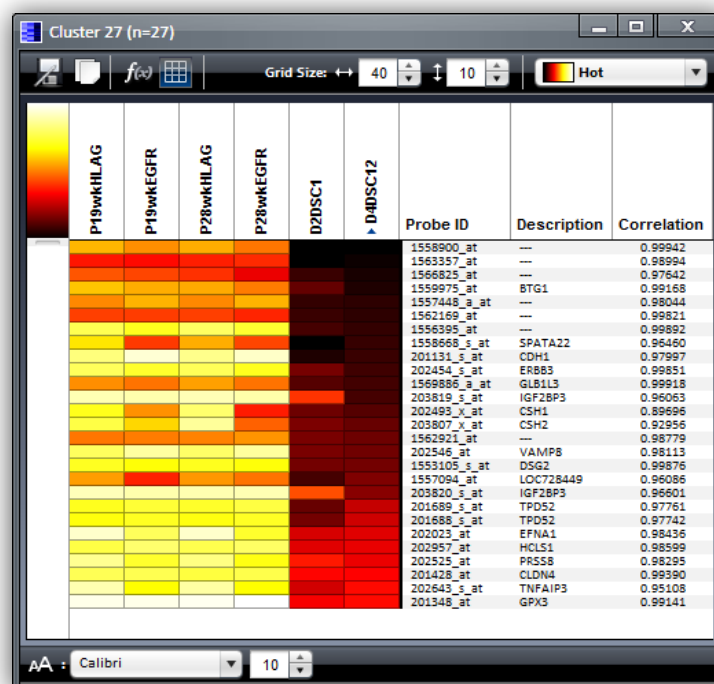 Cluster 27 (n=27)
f(x) Grid Size: 40 10 Hot
P19wkHLAG P19wkEGFR P28wkHLAG P28wkEGFR D2DSC1 D4DSC12 Probe ID Description Correlation
1558900_at --- 0.99942
1563357_at --- 0.98994
1566825_at --- 0.97642
1559975_at BTG1 0.99168
1557448_a_at --- 0.98044
1562169_at --- 0.99821
1556395_at --- 0.99892
1558668_s_at SPATA22 0.96460
201131_s_at CDH1 0.97997
202454_s_at ERBB3 0.99851
1569886_a_at GLB1L3 0.99918
203819_s_at IGF2BP3 0.96063
202493_x_at CSH1 0.89696
203807_x_at CSH2 0.92956
1562921_at --- 0.98779
202546_at VAMP8 0.98113
1553105_s_at DSG2 0.99876
1557094_at LOC728449 0.96086
203820_s_at IGF2BP3 0.96601
201689_s_at TPD52 0.97761
201688_s_at TPD52 0.97742
202023_at EFNA1 0.98436
202957_at HCLS1 0.98599
202525_at PRSS8 0.98295
201428_at CLDN4 0.99390
202643_s_at TNFAIP3 0.95108
201348_at GPX3 0.99141
AA : Calibri 10